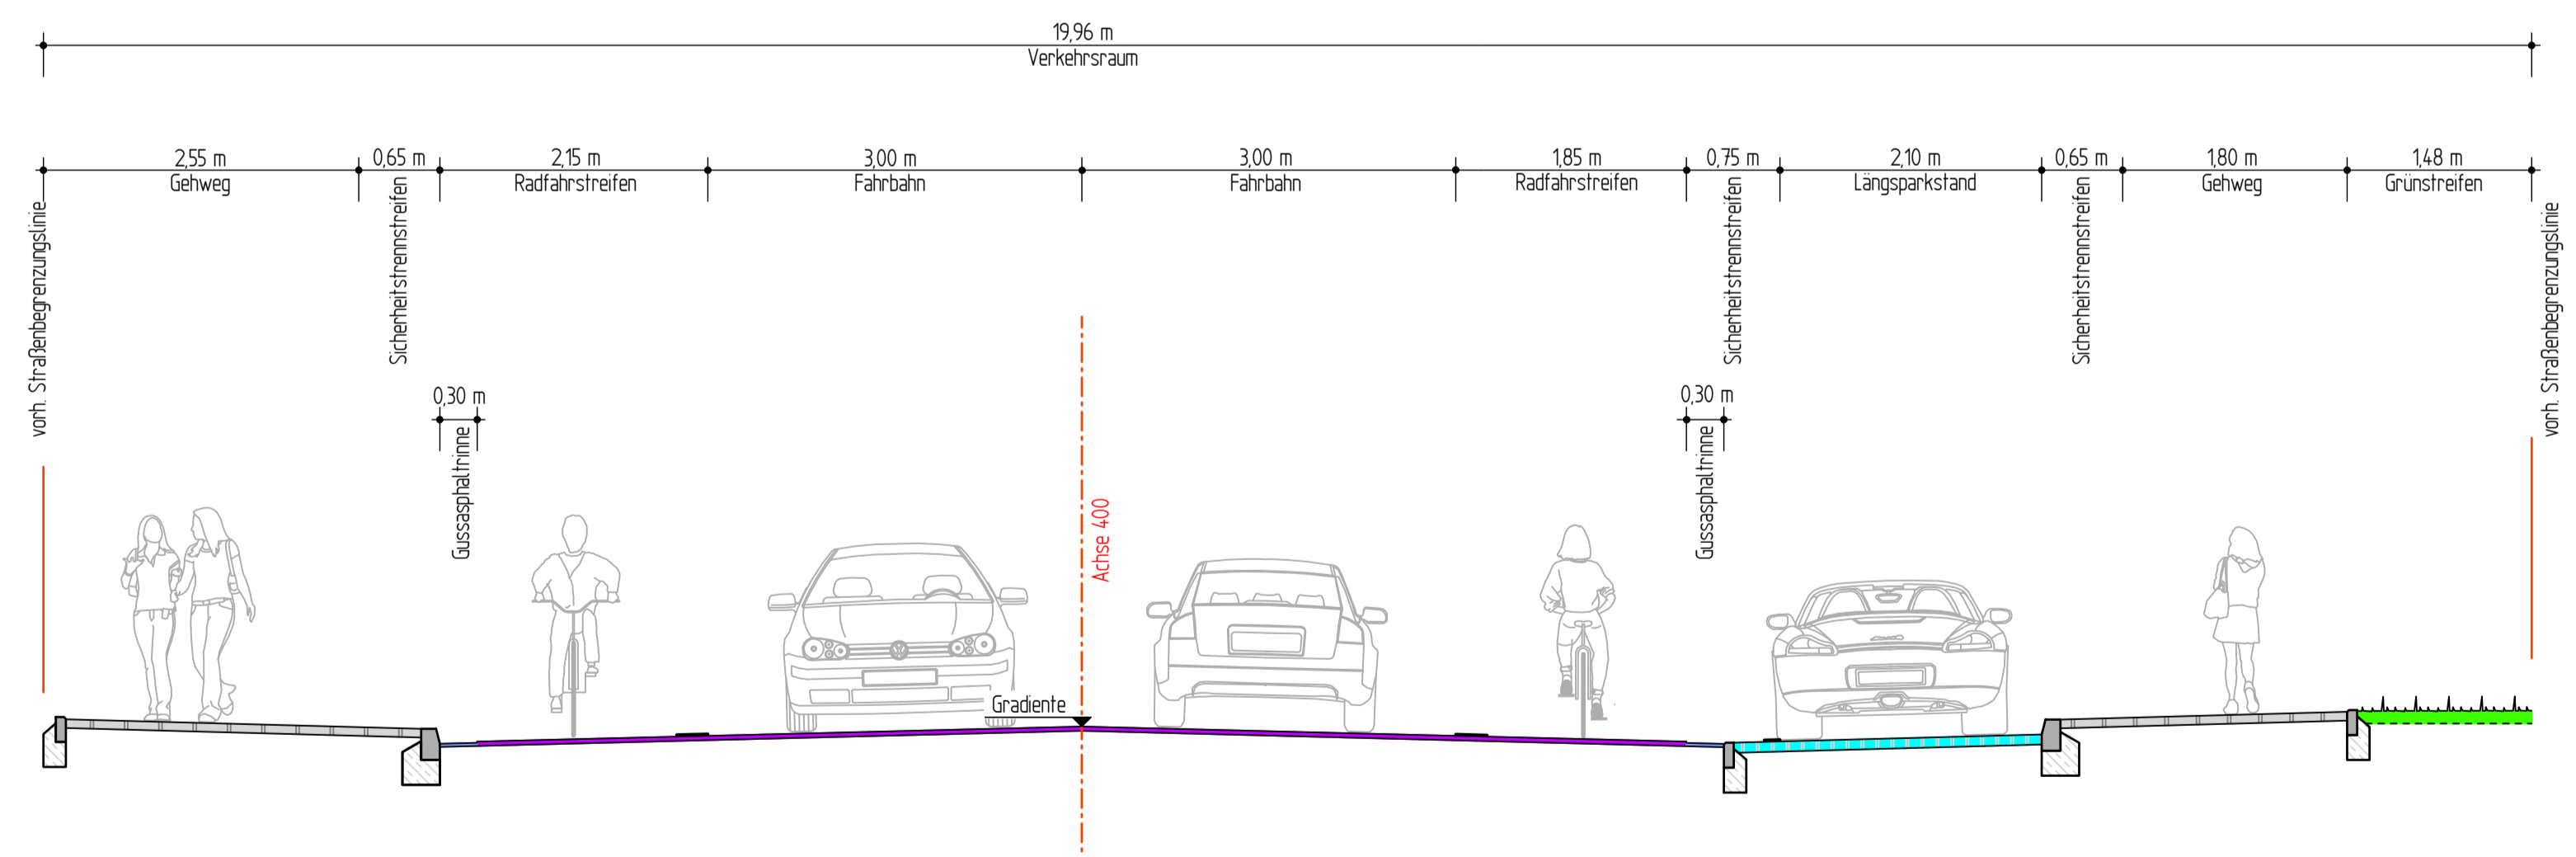 19,96 m
Verkehrsraum
2,55 m
Gehweg
0,65 m
Sicherheitstrennstreifen
2,15 m
Radfahrstreifen
3,00 m
Fahrbahn
3,00 m
Fahrbahn
1,85 m
Radfahrstreifen
0,75 m
Sicherheitstrennstreifen
2,10 m
Längsparkstand
0,65 m
Sicherheitstrennstreifen
1,80 m
Gehweg
1,48 m
Grünstreifen
vorh. Straßenbegrenzungslinie
vorh. Straßenbegrenzungslinie
0,30 m
Gussasphaltrinne
0,30 m
Gussasphaltrinne
Achse 400
Gradiente